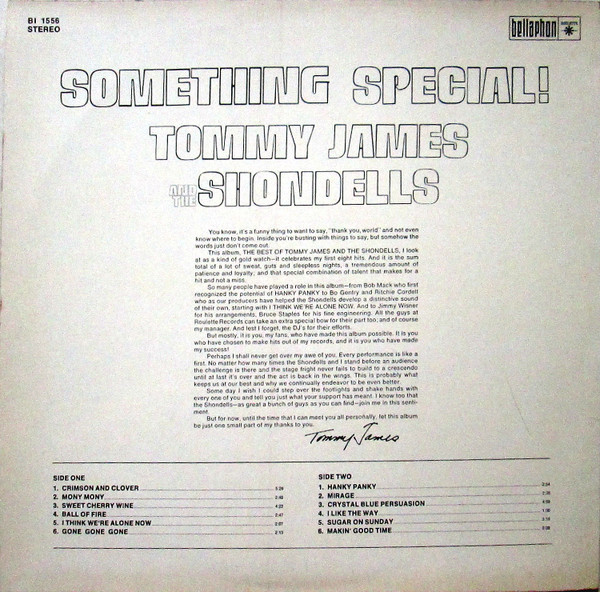 BI 1556
STEREO
bellaphon
SOMETHING SPECIAL!
TOMMY JAMES
AND THE SHONDELLS
You know, it's a funny thing to want to say, "thank you, world" and not even
know where to begin. Inside you're busting with things to say, but somehow the
words just don't come out.
This album, THE BEST OF TOMMY JAMES AND THE SHONDELLS, I look
at as a kind of gold watch—it celebrates my first eight hits. And it is the sum
total of a lot of sweat, guts and sleepless nights, a tremendous amount of
patience and loyalty; and that special combination of talent that makes for a
hit and not a miss.
So many people have played a role in this album—from Bob Mack who first
recognized the potential of HANKY PANKY to Bo Gentry and Ritchie Cordell
who as our producers have helped the Shondells develop a distinctive sound
of their own, starting with I THINK WE'RE ALONE NOW. And to Jimmy Wisner
for his arrangements, Bruce Staples for his fine engineering. All the guys at
Roulette Records can take an extra special bow for their part too; and of course
my manager. And lest I forget, the DJ's for their efforts.
But mostly, it is you, my fans, who have made this album possible. It is you
who have chosen to make hits out of my records, and it is you who have made
my success!
Perhaps I shall never get over my awe of you. Every performance is like a
first. No matter how many times the Shondells and I stand before an audience
the challenge is there and the stage fright never fails to build to a crescendo
until at last it's over and the act is back in the wings. This is probably what
keeps us at our best and why we continually endeavor to be even better.
Some day I wish I could step over the footlights and shake hands with
every one of you and tell you just what your support has meant. I know too that
the Shondells—as great a bunch of guys as you can find—join me in this senti-
ment.
But for now, until the time that I can meet you all personally, let this album
be just one small part of my thanks to you.
Tommy James
SIDE ONE
1. CRIMSON AND CLOVER
2. MONY MONY
3. SWEET CHERRY WINE
4. BALL OF FIRE
5. I THINK WE'RE ALONE NOW
6. GONE GONE GONE
SIDE TWO
1. HANKY PANKY
2. MIRAGE
3. CRYSTAL BLUE PERSUASION
4. I LIKE THE WAY
5. SUGAR ON SUNDAY
6. MAKIN' GOOD TIME